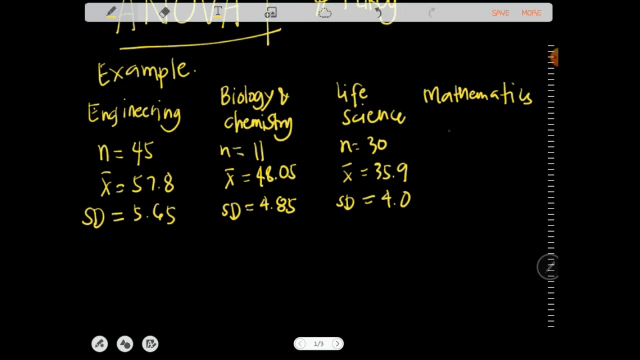 ANOVA
SAVE MORE
Example.
Engineering
n = 45
x̄ = 57.8
SD = 5.65
Biology &
chemistry
n = 11
x̄ = 48.05
SD = 4.85
Life
science
n = 30
x̄ = 35.9
SD = 4.0
Mathematics
1/3